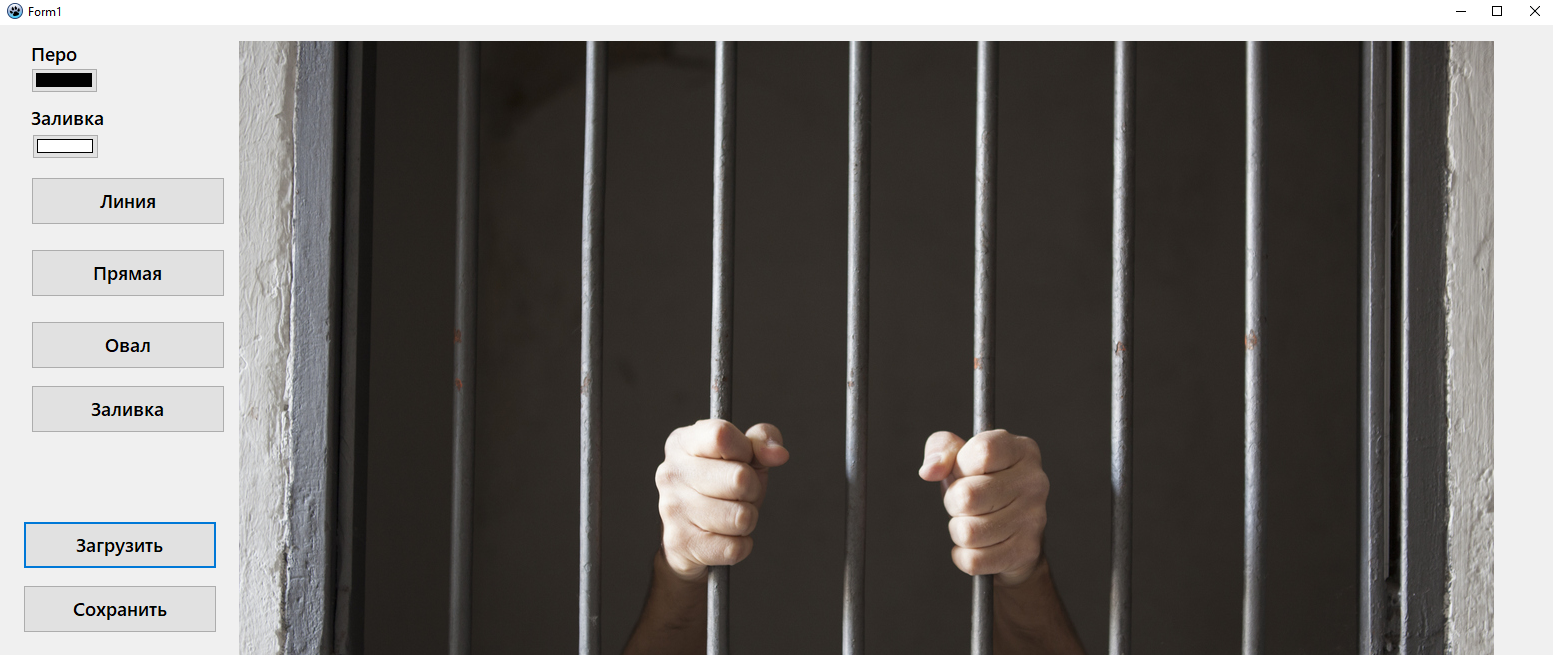 Form1
Перо
Заливка
Линия
Прямая
Овал
Заливка
Загрузить
Сохранить